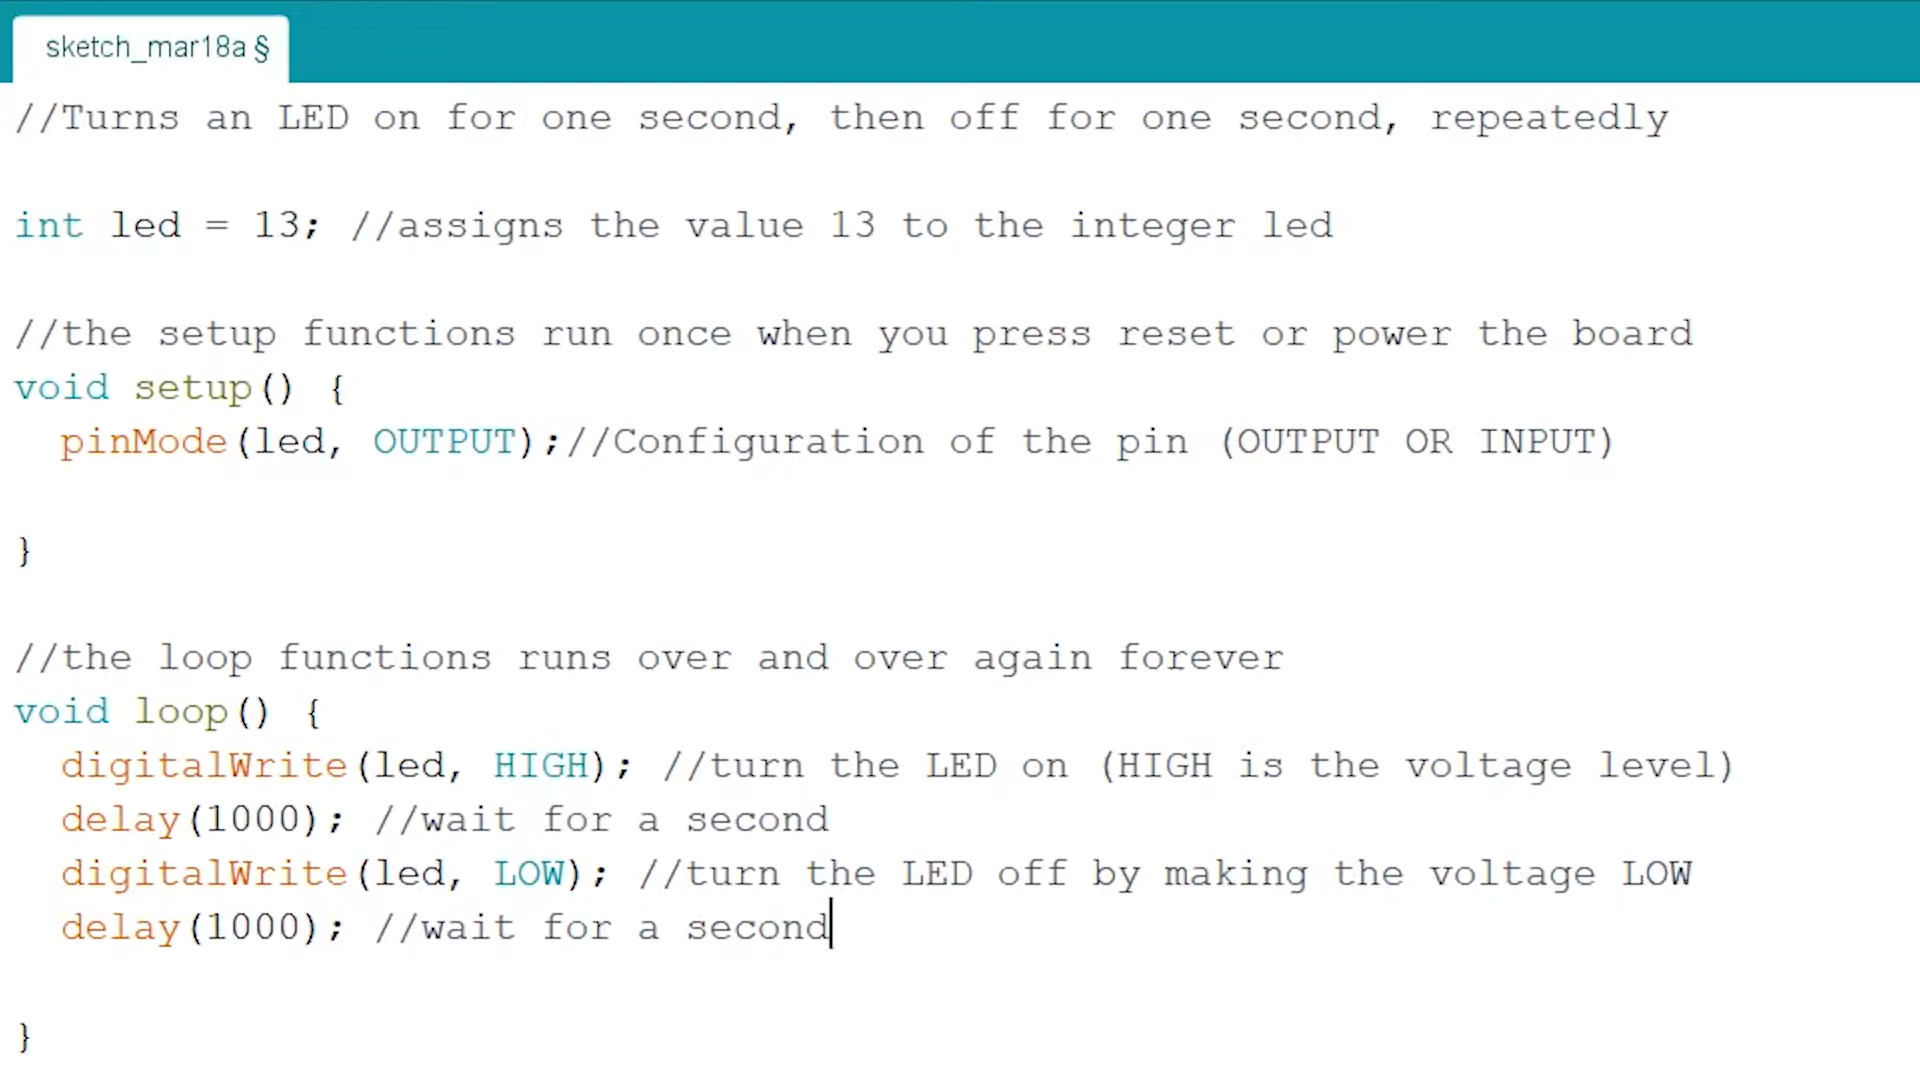 sketch_mar18a §
//Turns an LED on for one second, then off for one second, repeatedly
int led = 13; //assigns the value 13 to the integer led
//the setup functions run once when you press reset or power the board
void setup() {
  pinMode(led, OUTPUT);//Configuration of the pin (OUTPUT OR INPUT)
}
//the loop functions runs over and over again forever
void loop() {
  digitalWrite(led, HIGH); //turn the LED on (HIGH is the voltage level)
  delay(1000); //wait for a second
  digitalWrite(led, LOW); //turn the LED off by making the voltage LOW
  delay(1000); //wait for a second
}